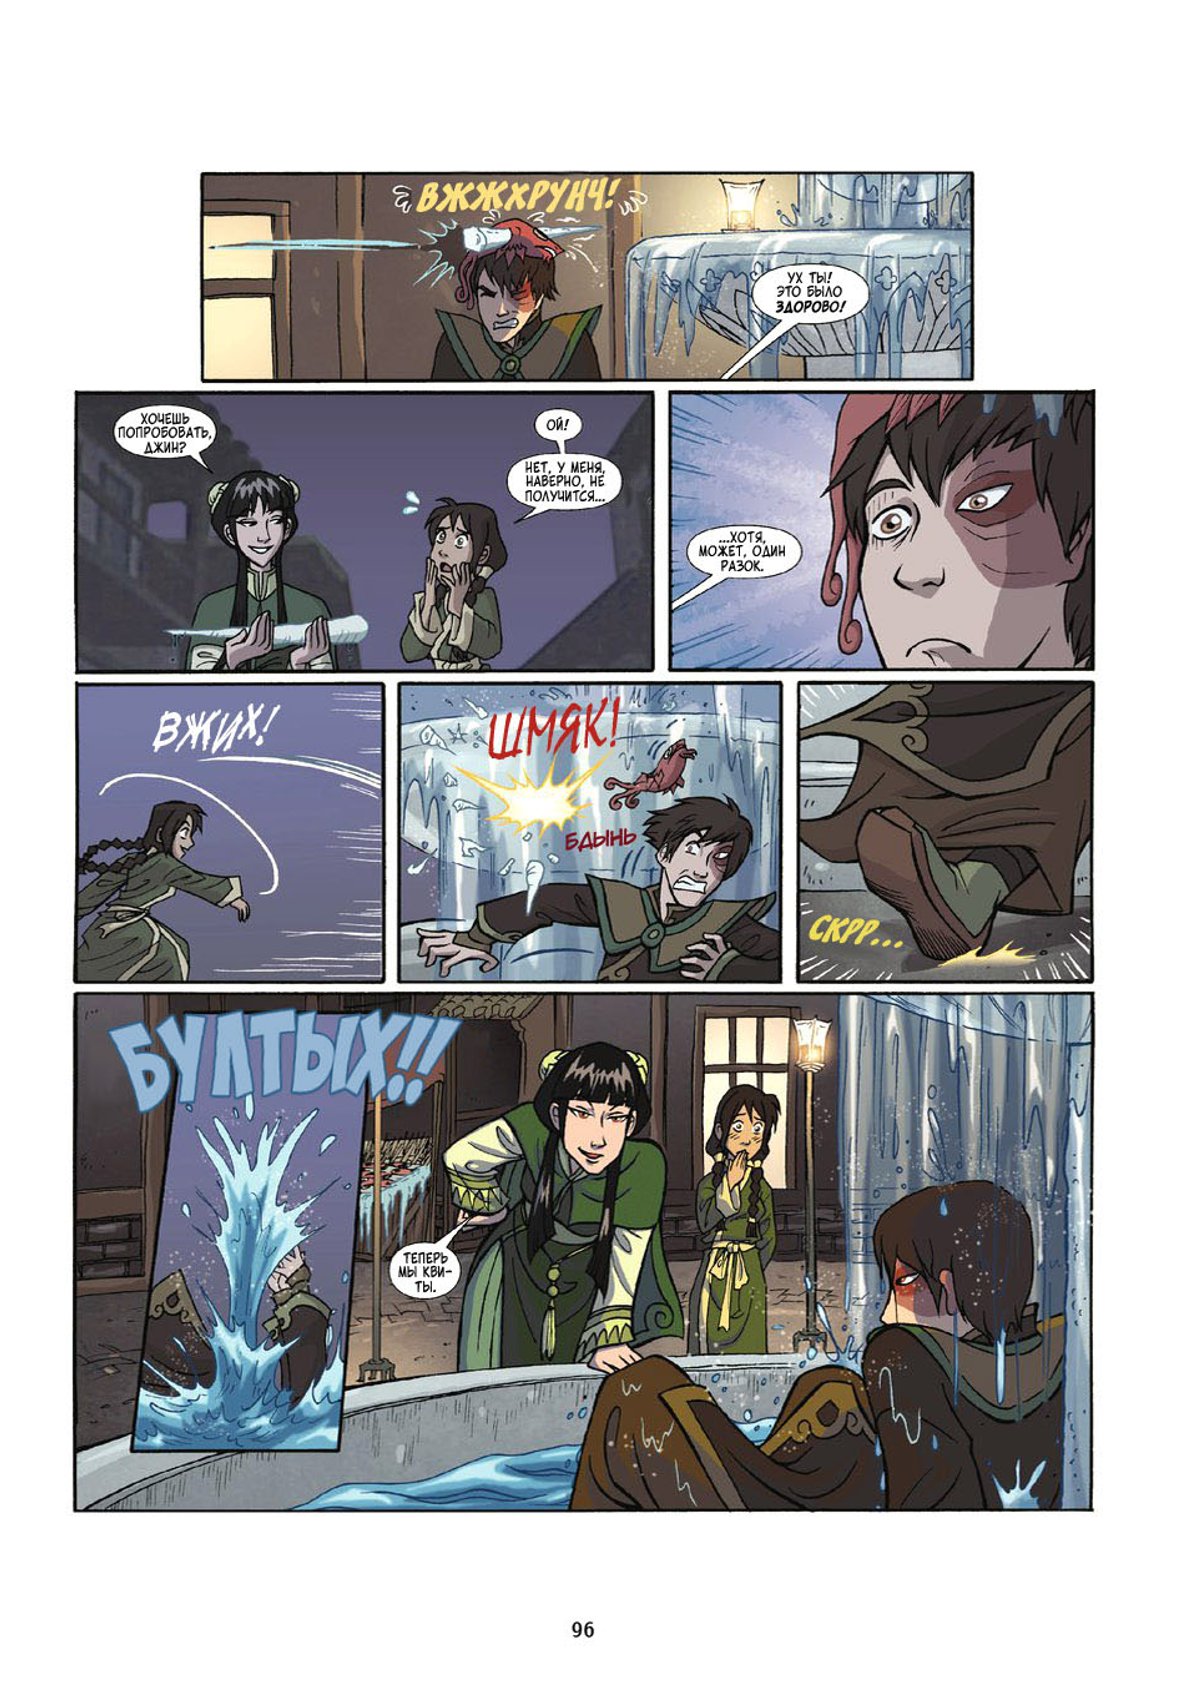 ВЖЖХРУНЧ!
УХ ТЫ!
ЭТО БЫЛО
ЗДОРОВО!
ХОЧЕШЬ
ПОПРОБОВАТЬ,
ДЖИН?
ОЙ!
НЕТ, У МЕНЯ,
НАВЕРНО, НЕ
ПОЛУЧИТСЯ...
...ХОТЯ,
МОЖЕТ, ОДИН
РАЗОК.
ВЖИХ!
ШМЯК!
БДЫНЬ
СКРР...
БУЛТЫХ!!
ТЕПЕРЬ
МЫ КВИ-
ТЫ.
96